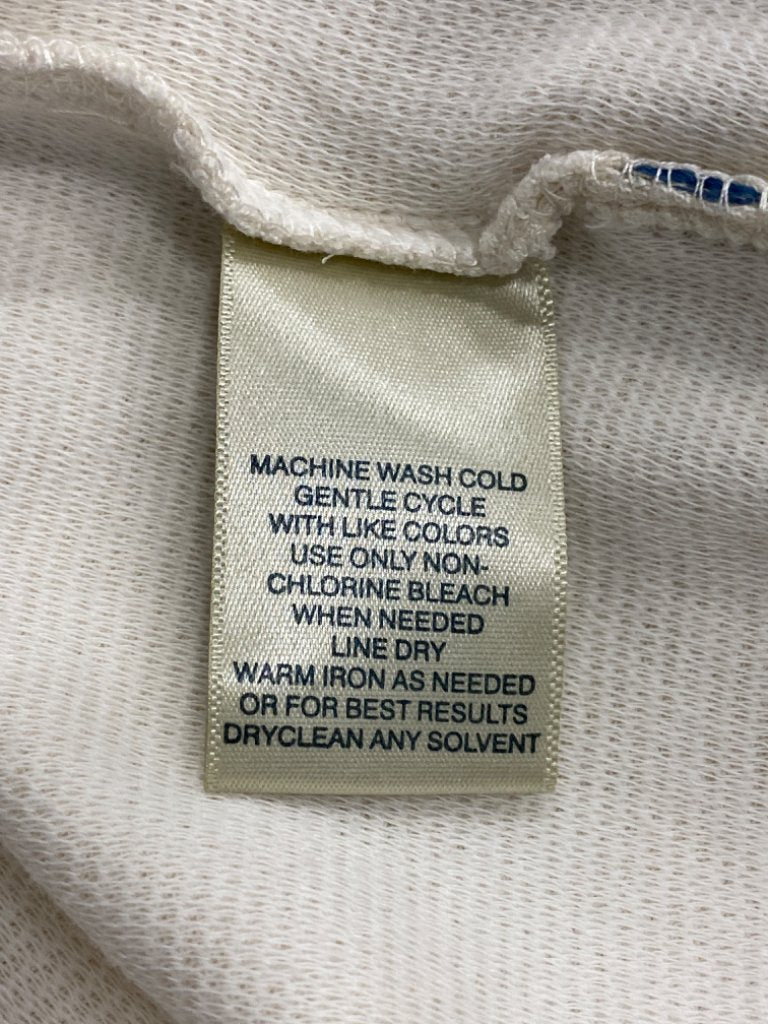 MACHINE WASH COLD
GENTLE CYCLE
WITH LIKE COLORS
USE ONLY NON-
CHLORINE BLEACH
WHEN NEEDED
LINE DRY
WARM IRON AS NEEDED
OR FOR BEST RESULTS
DRYCLEAN ANY SOLVENT